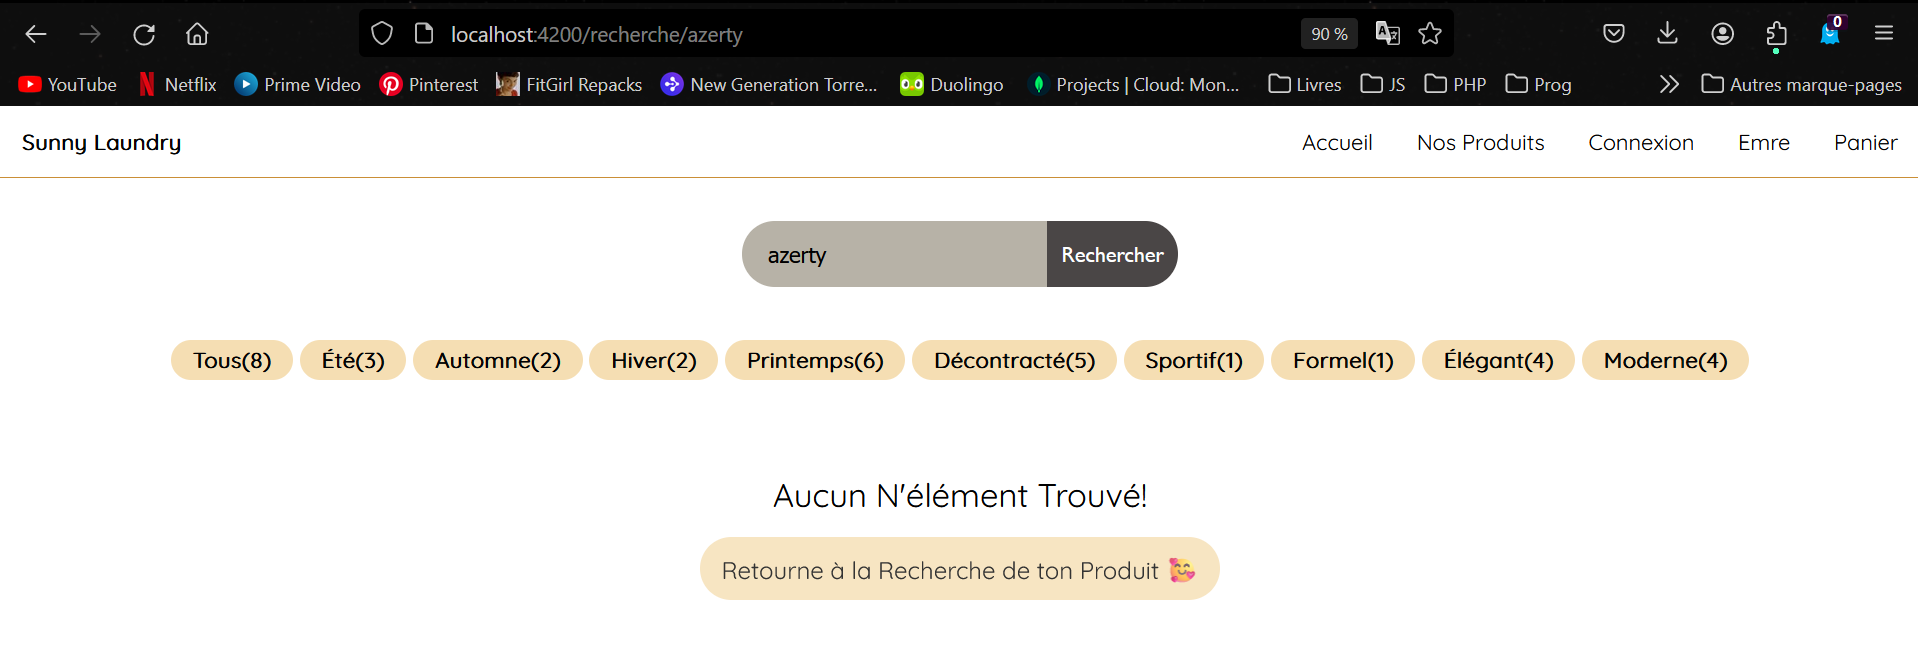 localhost:4200/recherche/azerty
90 %
0
YouTube Netflix Prime Video Pinterest FitGirl Repacks New Generation Torre... Duolingo Projects | Cloud: Mon... Livres JS PHP Prog Autres marque-pages
Sunny Laundry Accueil Nos Produits Connexion Emre Panier
azerty Rechercher
Tous(8) Été(3) Automne(2) Hiver(2) Printemps(6) Décontracté(5) Sportif(1) Formel(1) Élégant(4) Moderne(4)
Aucun N'élément Trouvé!
Retourne à la Recherche de ton Produit 🥰